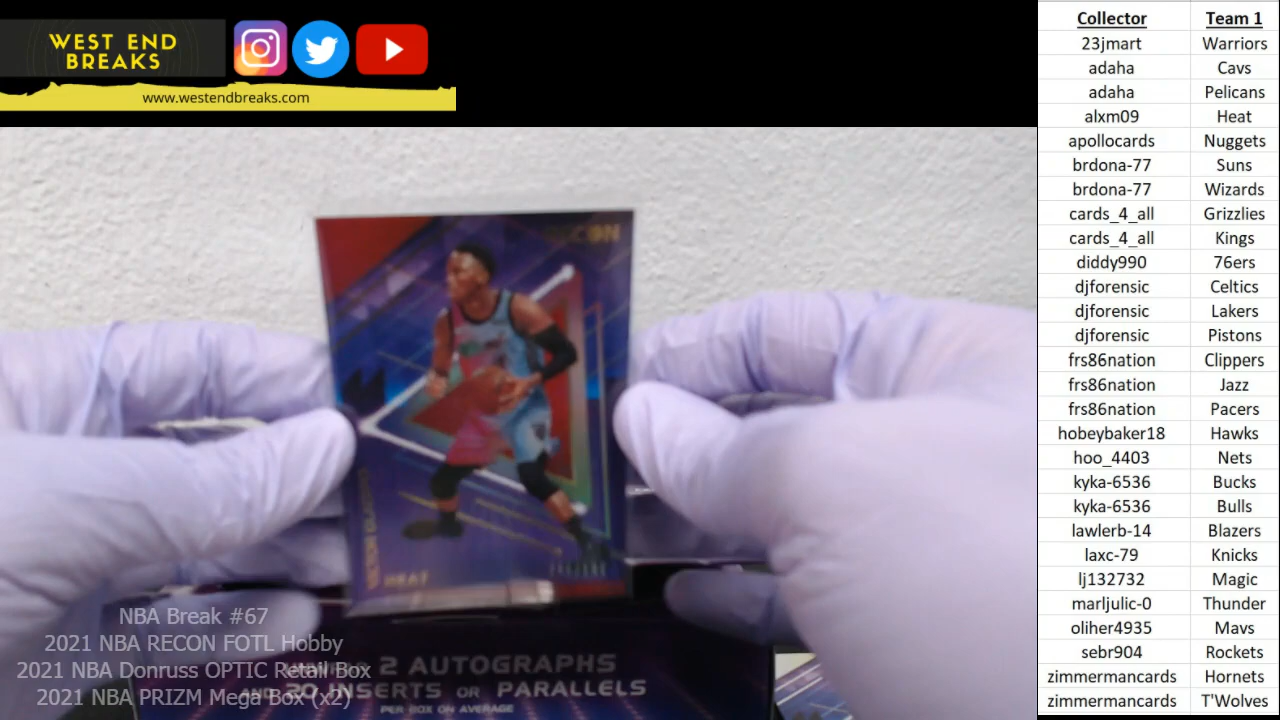 WEST END
BREAKS
www.westendbreaks.com
RECON
HEAT
NBA Break #67
2021 NBA RECON FOTL Hobby
2021 NBA Donruss OPTIC Retail Box
2021 NBA PRIZM Mega Box (x2)
2 AUTOGRAPHS
AND 20 INSERTS OR PARALLELS
PER BOX ON AVERAGE
Collector Team 1
23jmart Warriors
adaha Cavs
adaha Pelicans
alxm09 Heat
apollocards Nuggets
brdona-77 Suns
brdona-77 Wizards
cards_4_all Grizzlies
cards_4_all Kings
diddy990 76ers
djforensic Celtics
djforensic Lakers
djforensic Pistons
frs86nation Clippers
frs86nation Jazz
frs86nation Pacers
hobeybaker18 Hawks
hoo_4403 Nets
kyka-6536 Bucks
kyka-6536 Bulls
lawlerb-14 Blazers
laxc-79 Knicks
lj132732 Magic
marljulic-0 Thunder
oliher4935 Mavs
sebr904 Rockets
zimmermancards Hornets
zimmermancards T'Wolves